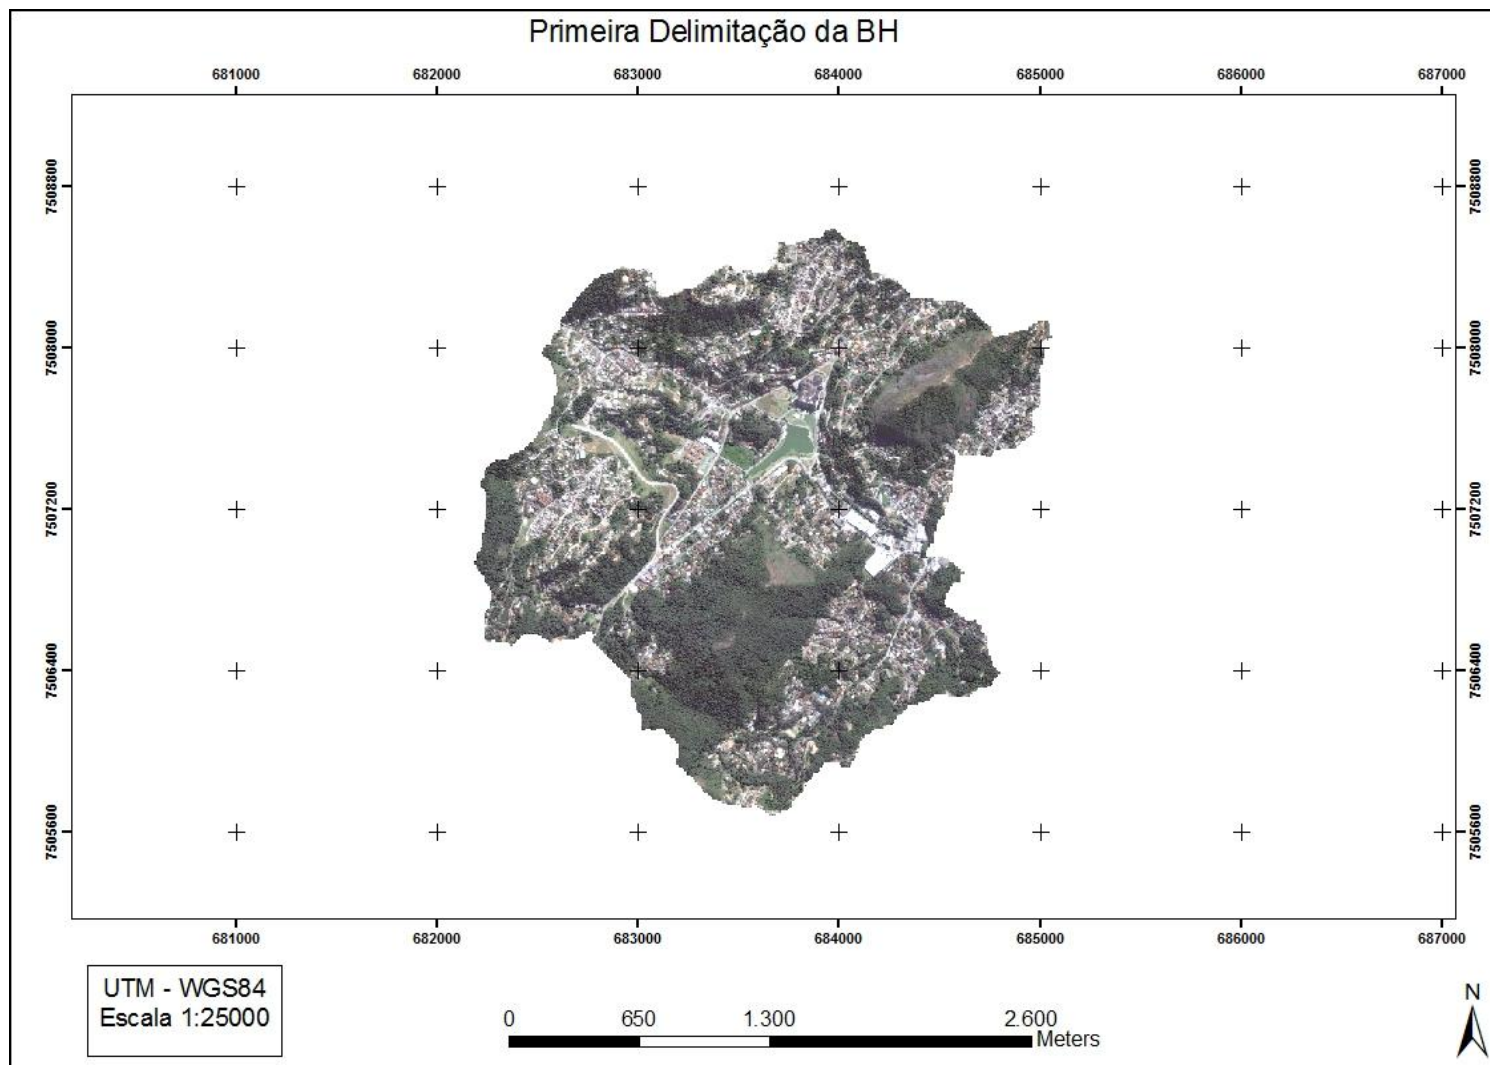 Primeira Delimitação da BH
681000 682000 683000 684000 685000 686000 687000
7508800 7508800
7508000 7508000
7507200 7507200
7506400 7506400
7505600 7505600
681000 682000 683000 684000 685000 686000 687000
UTM - WGS84
Escala 1:25000
0 650 1.300 2.600
Meters
N